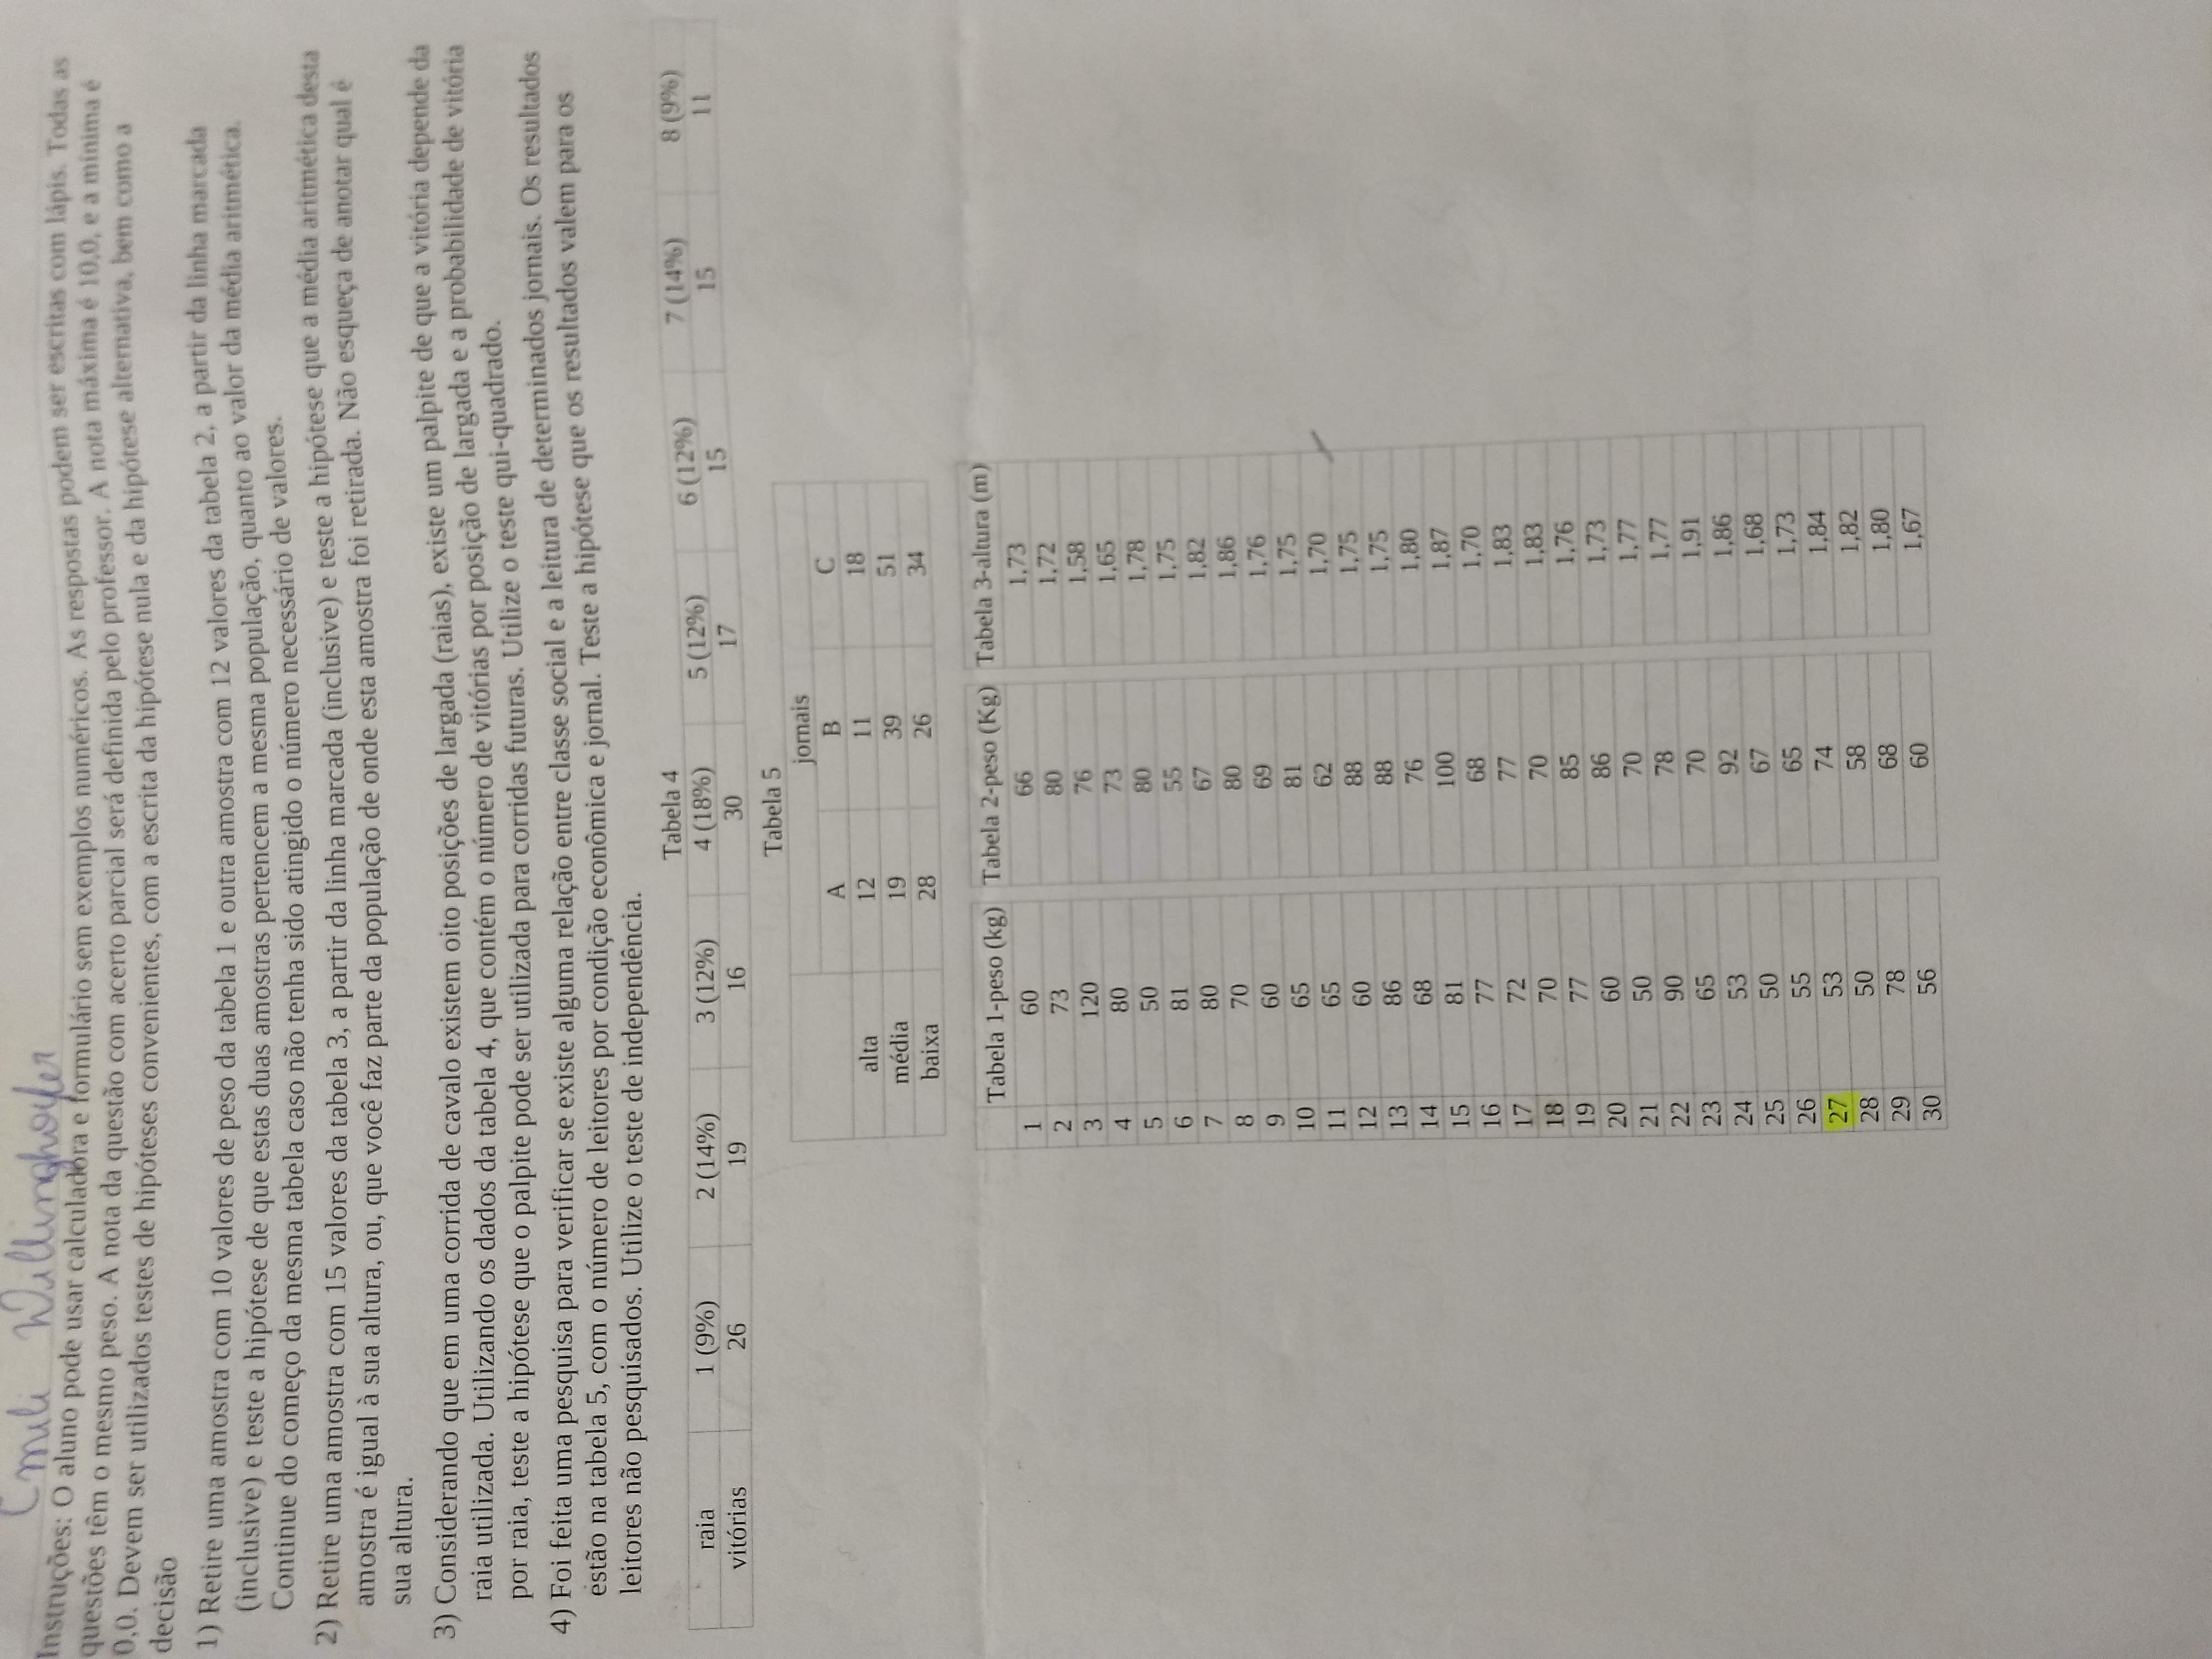 Emili Willinghofer
Instruções: O aluno pode usar calculadora e formulário sem exemplos numéricos. As respostas podem ser escritas com lápis. Todas as
questões têm o mesmo peso. A nota da questão com acerto parcial será definida pelo professor. A nota máxima é 10,0, e a mínima é
0,0. Devem ser utilizados testes de hipóteses convenientes, com a escrita da hipótese nula e da hipótese alternativa, bem como a
decisão
1) Retire uma amostra com 10 valores de peso da tabela 1 e outra amostra com 12 valores da tabela 2, a partir da linha marcada
(inclusive) e teste a hipótese de que estas duas amostras pertencem a mesma população, quanto ao valor da média aritmética.
Continue do começo da mesma tabela caso não tenha sido atingido o número necessário de valores.
2) Retire uma amostra com 15 valores da tabela 3, a partir da linha marcada (inclusive) e teste a hipótese que a média aritmética desta
amostra é igual à sua altura, ou, que você faz parte da população de onde esta amostra foi retirada. Não esqueça de anotar qual é
sua altura.
3) Considerando que em uma corrida de cavalo existem oito posições de largada (raias), existe um palpite de que a vitória depende da
raia utilizada. Utilizando os dados da tabela 4, que contém o número de vitórias por posição de largada e a probabilidade de vitória
por raia, teste a hipótese que o palpite pode ser utilizada para corridas futuras. Utilize o teste qui-quadrado.
4) Foi feita uma pesquisa para verificar se existe alguma relação entre classe social e a leitura de determinados jornais. Os resultados
estão na tabela 5, com o número de leitores por condição econômica e jornal. Teste a hipótese que os resultados valem para os
leitores não pesquisados. Utilize o teste de independência.
Tabela 4
raia 1 (9%) 2 (14%) 3 (12%) 4 (18%) 5 (12%) 6 (12%) 7 (14%) 8 (9%)
vitórias 26 19 16 30 17 15 15 11
Tabela 5
jornais
A B C
alta 12 11 18
média 19 39 51
baixa 28 26 34
Tabela 1-peso (kg) Tabela 2-peso (Kg) Tabela 3-altura (m)
1 60 66 1,73
2 73 80 1,72
3 120 76 1,58
4 80 73 1,65
5 50 80 1,78
6 81 55 1,75
7 80 67 1,82
8 70 80 1,86
9 60 69 1,76
10 65 81 1,75
11 65 62 1,70
12 60 88 1,75
13 86 88 1,75
14 68 76 1,80
15 81 100 1,87
16 77 68 1,70
17 72 77 1,83
18 70 70 1,83
19 77 85 1,76
20 60 86 1,73
21 50 70 1,77
22 90 78 1,77
23 65 70 1,91
24 53 92 1,86
25 50 67 1,68
26 55 65 1,73
27 53 74 1,84
28 50 58 1,82
29 78 68 1,80
30 56 60 1,67